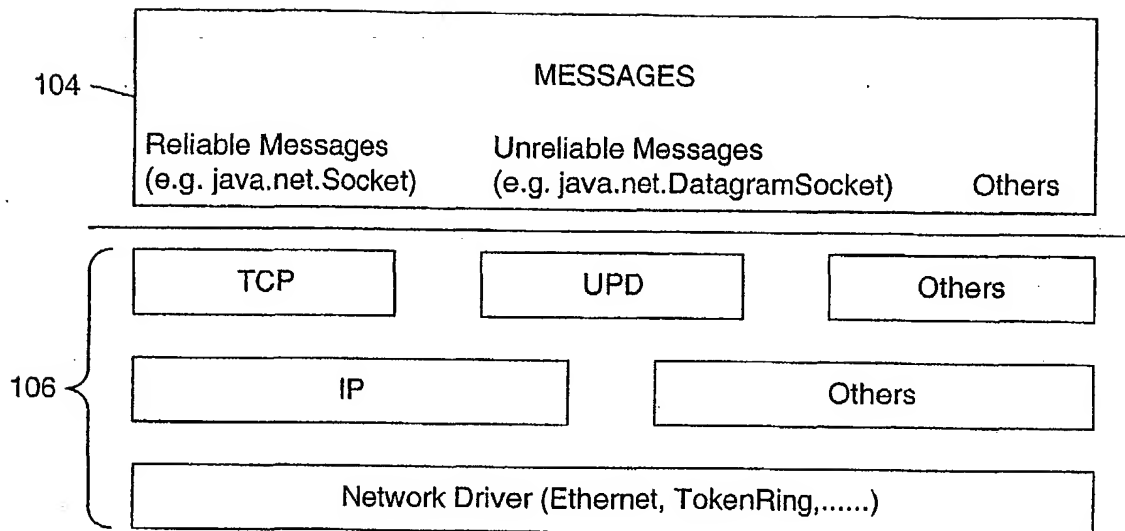 104
MESSAGES
Reliable Messages
(e.g. java.net.Socket)
Unreliable Messages
(e.g. java.net.DatagramSocket)
Others
106
TCP
UPD
Others
IP
Others
Network Driver (Ethernet, TokenRing,......)